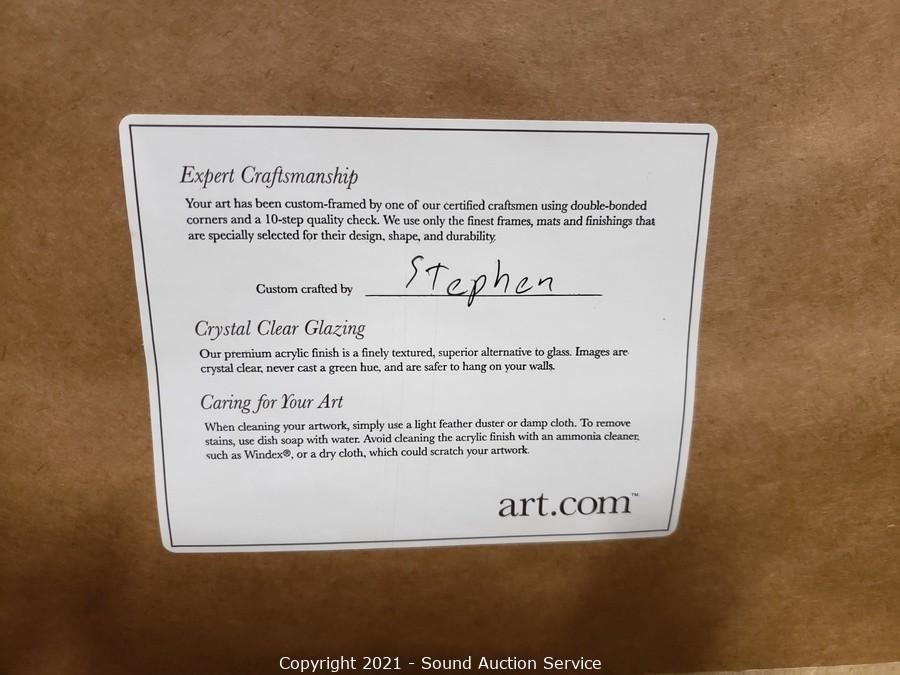 Expert Craftsmanship
Your art has been custom-framed by one of our certified craftsmen using double-bonded
corners and a 10-step quality check. We use only the finest frames, mats and finishings that
are specially selected for their design, shape, and durability.
Custom crafted by Stephen
Crystal Clear Glazing
Our premium acrylic finish is a finely textured, superior alternative to glass. Images are
crystal clear, never cast a green hue, and are safer to hang on your walls.
Caring for Your Art
When cleaning your artwork, simply use a light feather duster or damp cloth. To remove
stains, use dish soap with water. Avoid cleaning the acrylic finish with an ammonia cleaner,
such as Windex®, or a dry cloth, which could scratch your artwork.
art.com™
Copyright 2021 - Sound Auction Service